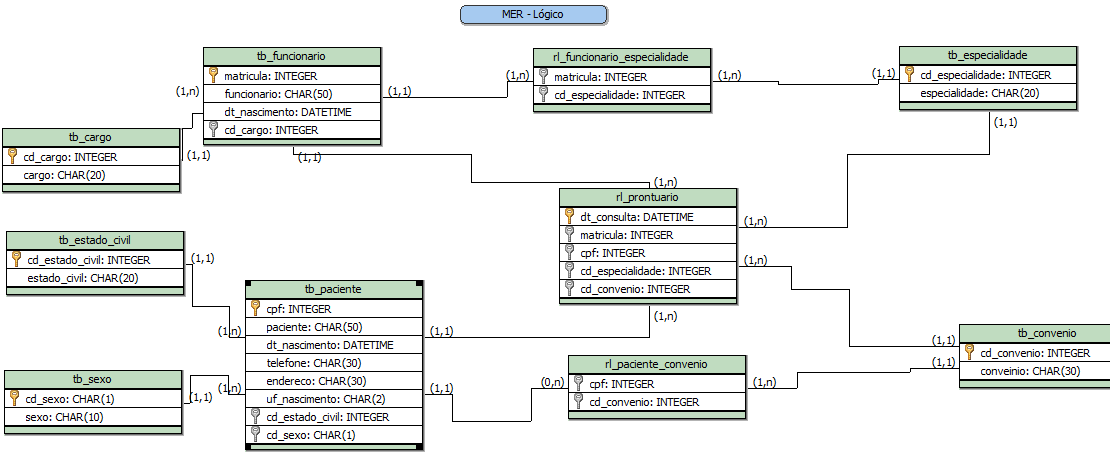 MER - Lógico
tb_funcionario
matricula: INTEGER
funcionario: CHAR(50)
dt_nascimento: DATETIME
cd_cargo: INTEGER
rl_funcionario_especialidade
matricula: INTEGER
cd_especialidade: INTEGER
tb_especialidade
cd_especialidade: INTEGER
especialidade: CHAR(20)
(1,n)
(1,1)
(1,n)
(1,n)
(1,1)
(1,1)
(1,1)
(1,1)
tb_cargo
cd_cargo: INTEGER
cargo: CHAR(20)
(1,n)
rl_prontuario
dt_consulta: DATETIME
matricula: INTEGER
cpf: INTEGER
cd_especialidade: INTEGER
cd_convenio: INTEGER
(1,n)
(1,n)
(1,n)
tb_estado_civil
cd_estado_civil: INTEGER
estado_civil: CHAR(20)
(1,1)
(1,n)
tb_paciente
cpf: INTEGER
paciente: CHAR(50)
dt_nascimento: DATETIME
telefone: CHAR(30)
endereco: CHAR(30)
uf_nascimento: CHAR(2)
cd_estado_civil: INTEGER
cd_sexo: CHAR(1)
(1,1)
(1,1)
tb_sexo
cd_sexo: CHAR(1)
sexo: CHAR(10)
(1,1)
(1,n)
rl_paciente_convenio
cpf: INTEGER
cd_convenio: INTEGER
(0,n)
(1,n)
tb_convenio
cd_convenio: INTEGER
conveinio: CHAR(30)
(1,1)
(1,1)